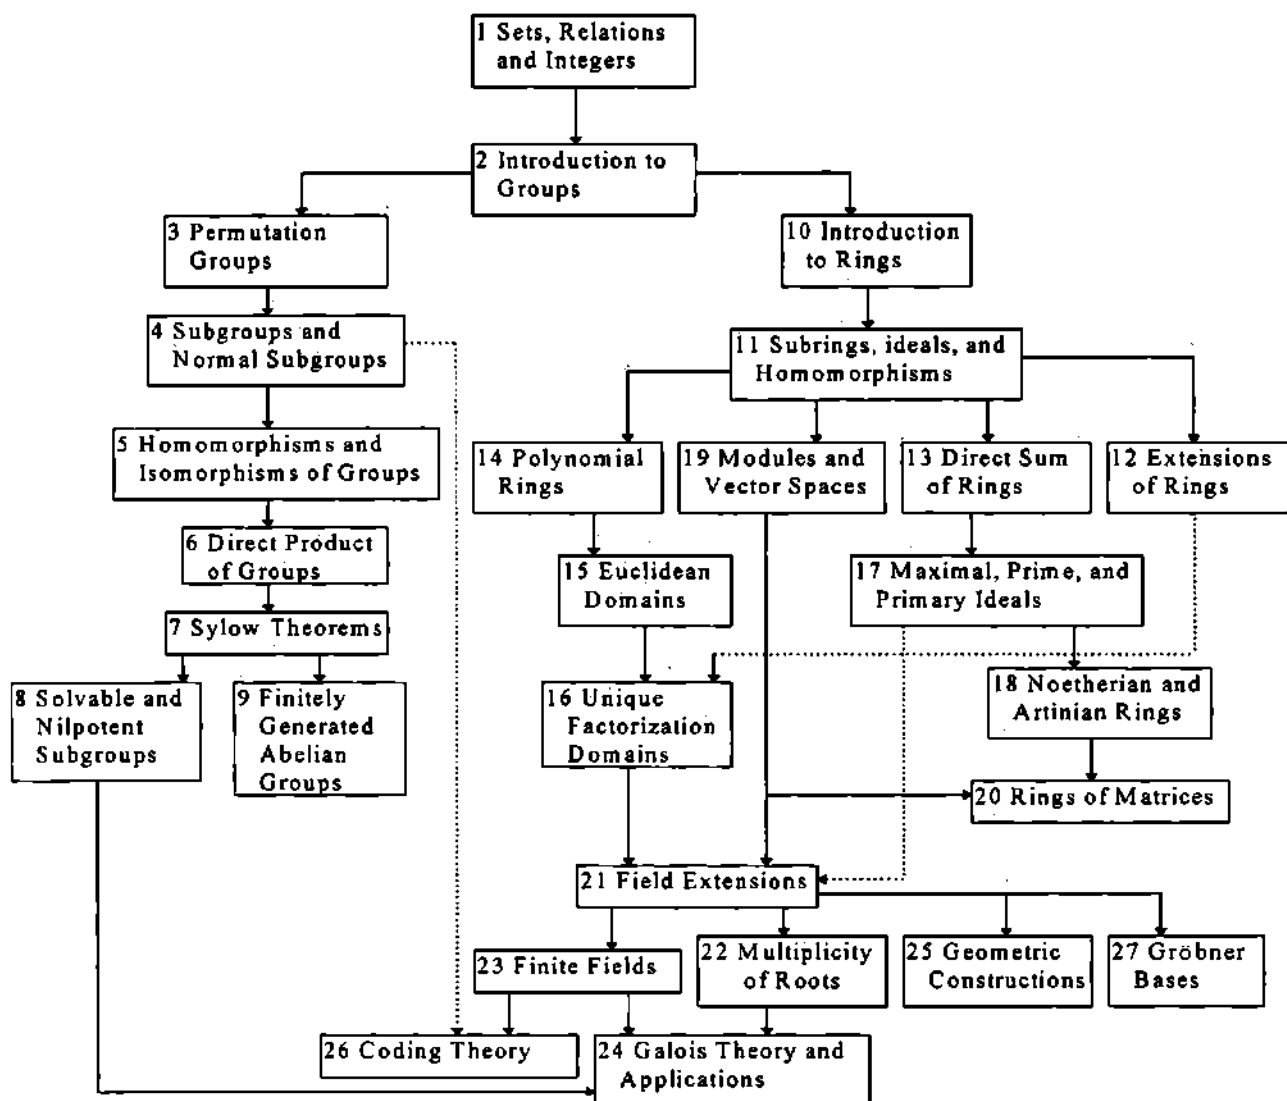 1 Sets, Relations
and Integers
2 Introduction to
Groups
3 Permutation
Groups
10 Introduction
to Rings
4 Subgroups and
Normal Subgroups
11 Subrings, ideals, and
Homomorphisms
5 Homomorphisms and
Isomorphisms of Groups
14 Polynomial
Rings
19 Modules and
Vector Spaces
13 Direct Sum
of Rings
12 Extensions
of Rings
6 Direct Product
of Groups
15 Euclidean
Domains
17 Maximal, Prime, and
Primary Ideals
7 Sylow Theorems
8 Solvable and
Nilpotent
Subgroups
9 Finitely
Generated
Abelian
Groups
16 Unique
Factorization
Domains
18 Noetherian and
Artinian Rings
20 Rings of Matrices
21 Field Extensions
23 Finite Fields
22 Multiplicity
of Roots
25 Geometric
Constructions
27 Gröbner
Bases
26 Coding Theory
24 Galois Theory and
Applications